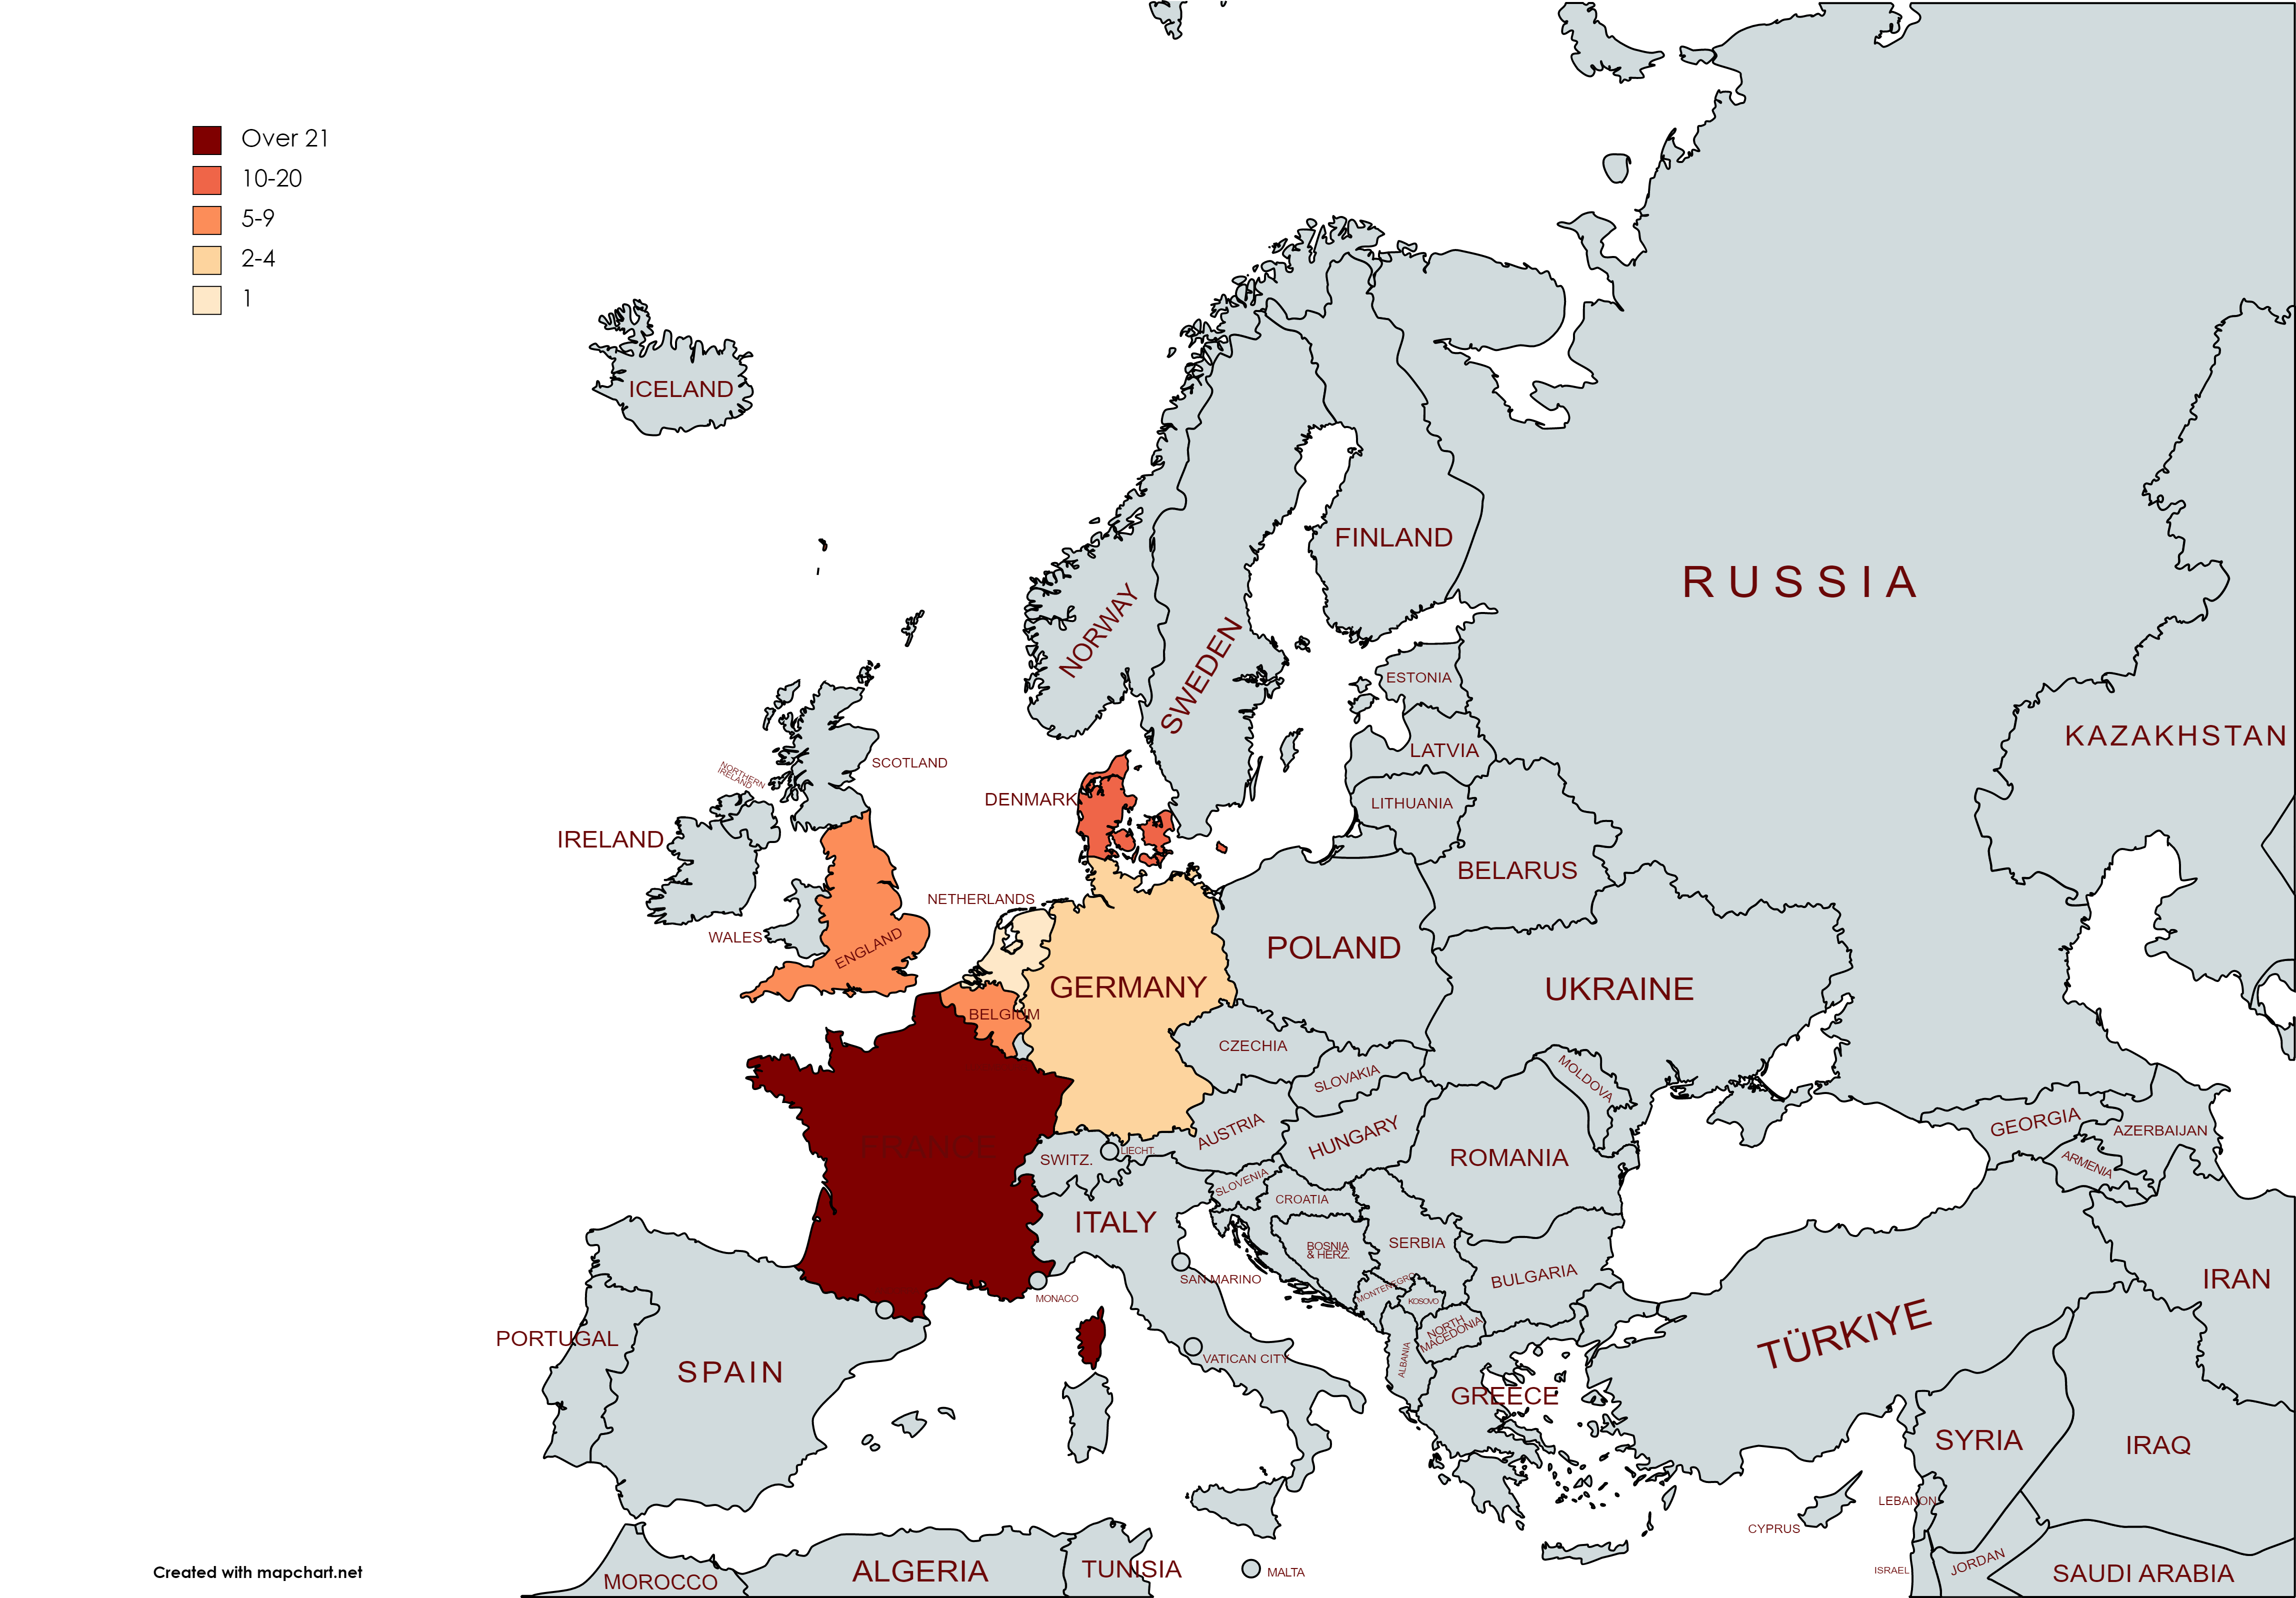 Over 21
10-20
5-9
2-4
1
ICELAND
FINLAND
RUSSIA
NORWAY
SWEDEN
ESTONIA
KAZAKHSTAN
LATVIA
SCOTLAND
NORTHERN
IRELAND
DENMARK
LITHUANIA
IRELAND
BELARUS
NETHERLANDS
WALES
ENGLAND
POLAND
GERMANY
UKRAINE
BELGIUM
CZECHIA
SLOVAKIA
MOLDOVA
FRANCE
AUSTRIA
HUNGARY
GEORGIA
AZERBAIJAN
SWITZ.
LIECHT.
ROMANIA
ARMENIA
SLOVENIA
CROATIA
ITALY
BOSNIA
& HERZ.
SERBIA
SAN MARINO
BULGARIA
IRAN
MONACO
MONTENEGRO
KOSOVO
PORTUGAL
NORTH
MACEDONIA
TÜRKIYE
SPAIN
VATICAN CITY
ALBANIA
GREECE
SYRIA
IRAQ
LEBANON
CYPRUS
Created with mapchart.net
MOROCCO
ALGERIA
TUNISIA
MALTA
ISRAEL
JORDAN
SAUDI ARABIA